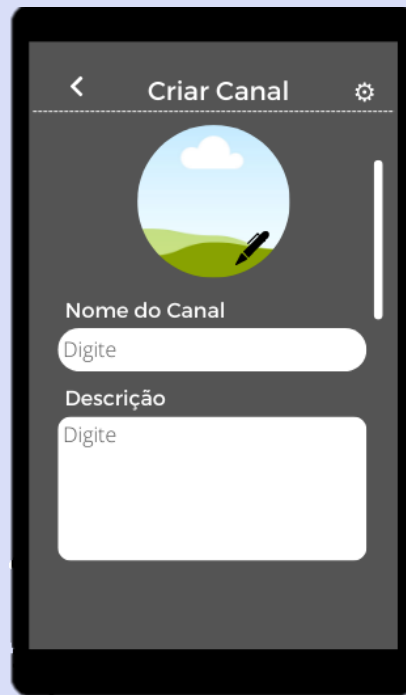 Criar Canal
Nome do Canal
Digite
Descrição
Digite